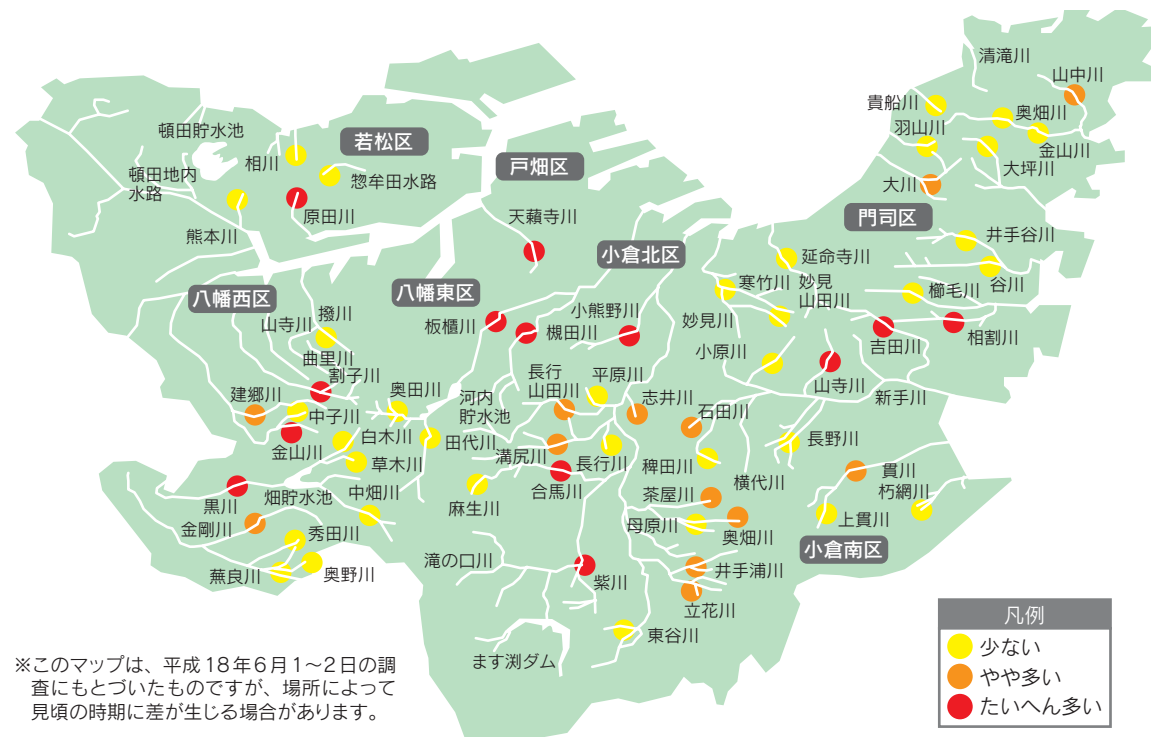 清滝川
山中川
貴船川
奥畑川
羽山川
金山川
大坪川
大川
門司区
井手谷川
谷川
延命寺川
櫛毛川
相割川
吉田川
寒竹川
妙見
山田川
妙見川
小原川
山寺川
新手川
頓田貯水池
相川
若松区
惣牟田水路
頓田地内
水路
原田川
熊本川
戸畑区
天籟寺川
小倉北区
小熊野川
八幡東区
板櫃川
槻田川
八幡西区
撥川
山寺川
曲里川
割子川
建郷川
中子川
奥田川
金山川
白木川
草木川
田代川
河内
貯水池
長行
山田川
平原川
志井川
石田川
溝尻川
長行川
合馬川
麻生川
稗田川
横代川
長野川
貫川
朽網川
上貫川
小倉南区
茶屋川
母原川
奥畑川
井手浦川
立花川
東谷川
紫川
滝の口川
ます渕ダム
黒川
畑貯水池
中畑川
金剛川
秀田川
蕪良川
奥野川
凡例
少ない
やや多い
たいへん多い
※このマップは、平成18年6月1~2日の調
査にもとづいたものですが、場所によって
見頃の時期に差が生じる場合があります。